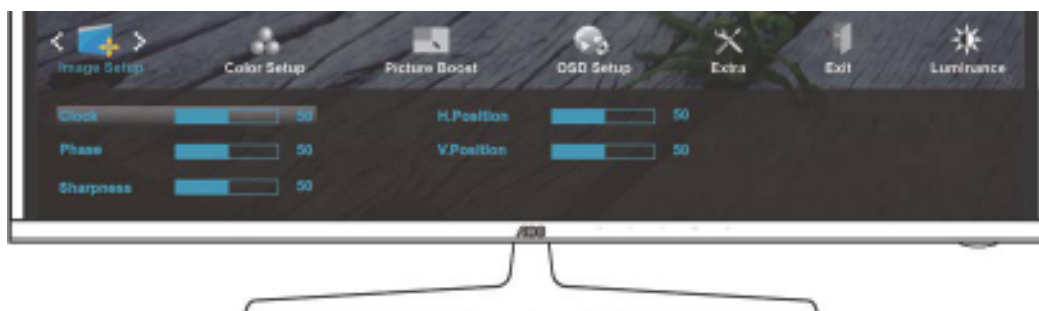 Image Setup Color Setup Picture Boost OSD Setup Extra Exit Luminance
Clock 50 H.Position 50
Phase 50 V.Position 50
Sharpness 50
AOC